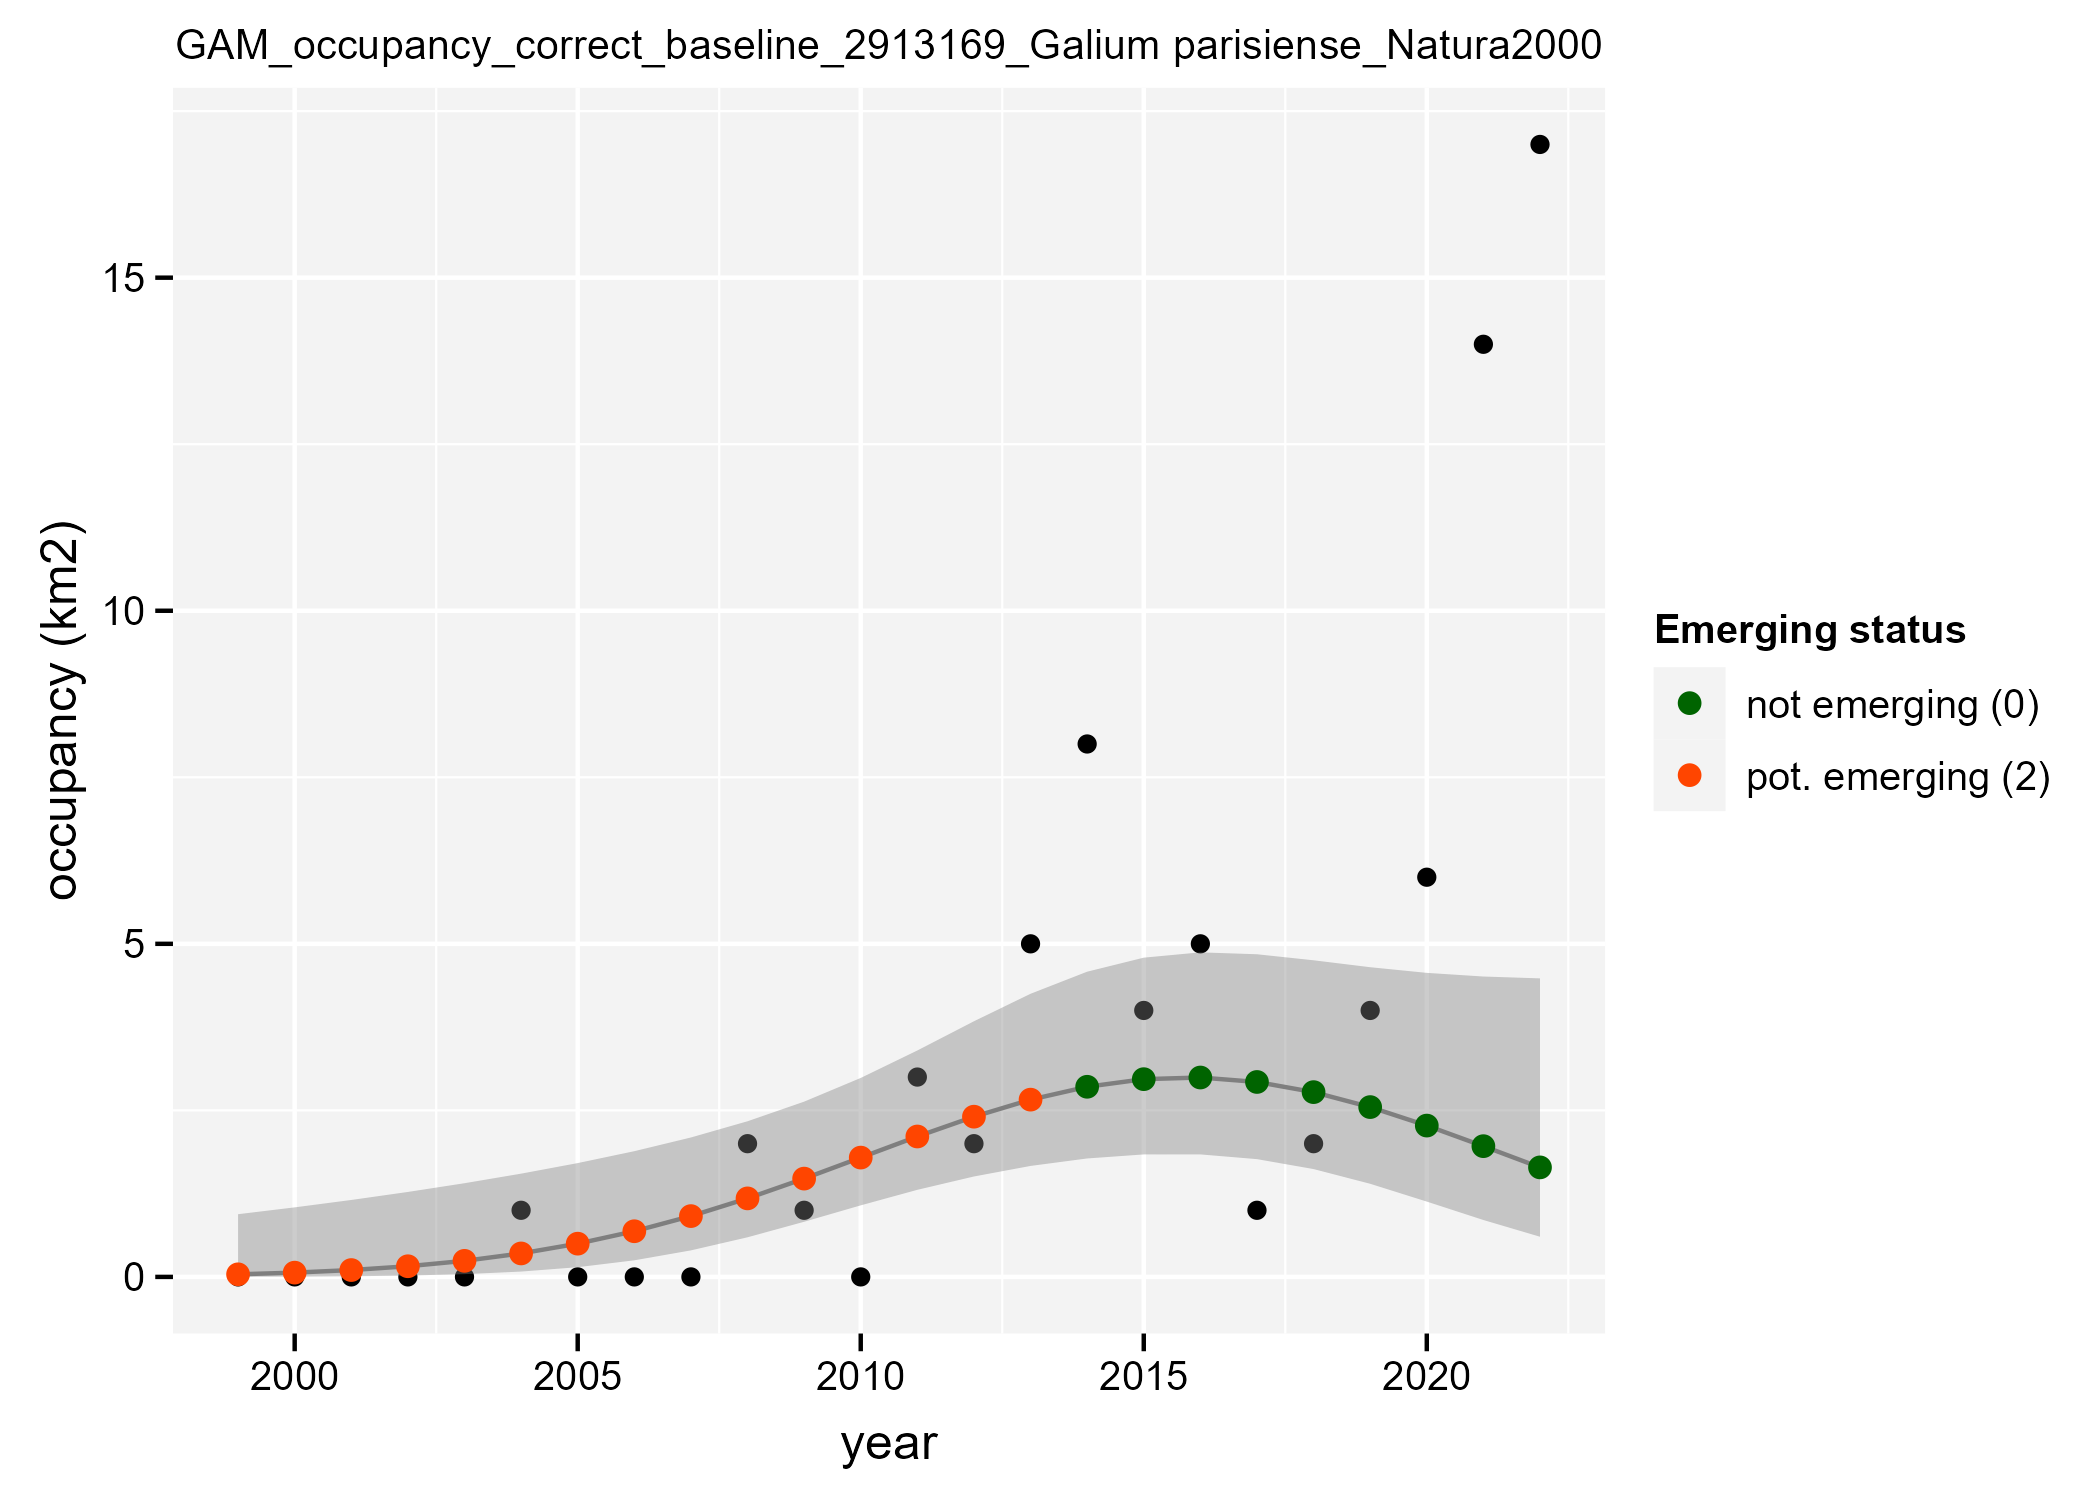 GAM_occupancy_correct_baseline_2913169_Galium parisiense_Natura2000
15
10
5
0
occupancy (km2)
2000
2005
2010
2015
2020
year
Emerging status
not emerging (0)
pot. emerging (2)